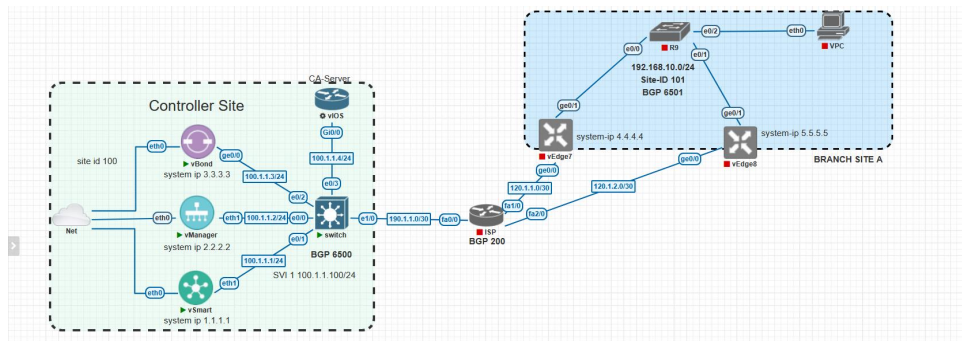 Controller Site
site id 100
Net
eth0
vBond
system ip 3.3.3.3
ge0/0
100.1.1.3/24
e0/2
CA-Server
vIOS
Gi0/0
100.1.1.4/24
e0/3
eth0
vManager
system ip 2.2.2.2
eth1
100.1.1.2/24
e0/0
switch
BGP 6500
SVI 1 100.1.1.100/24
e0/1
100.1.1.1/24
eth1
eth0
vSmart
system ip 1.1.1.1
e1/0
190.1.1.0/30
fa0/0
ISP
BGP 200
fa1/0
120.1.1.0/30
ge0/0
fa2/0
120.1.2.0/30
ge0/0
vEdge7
system-ip 4.4.4.4
ge0/1
vEdge8
system-ip 5.5.5.5
ge0/1
BRANCH SITE A
e0/0
R9
e0/1
e0/2
eth0
VPC
192.168.10.0/24
Site-ID 101
BGP 6501